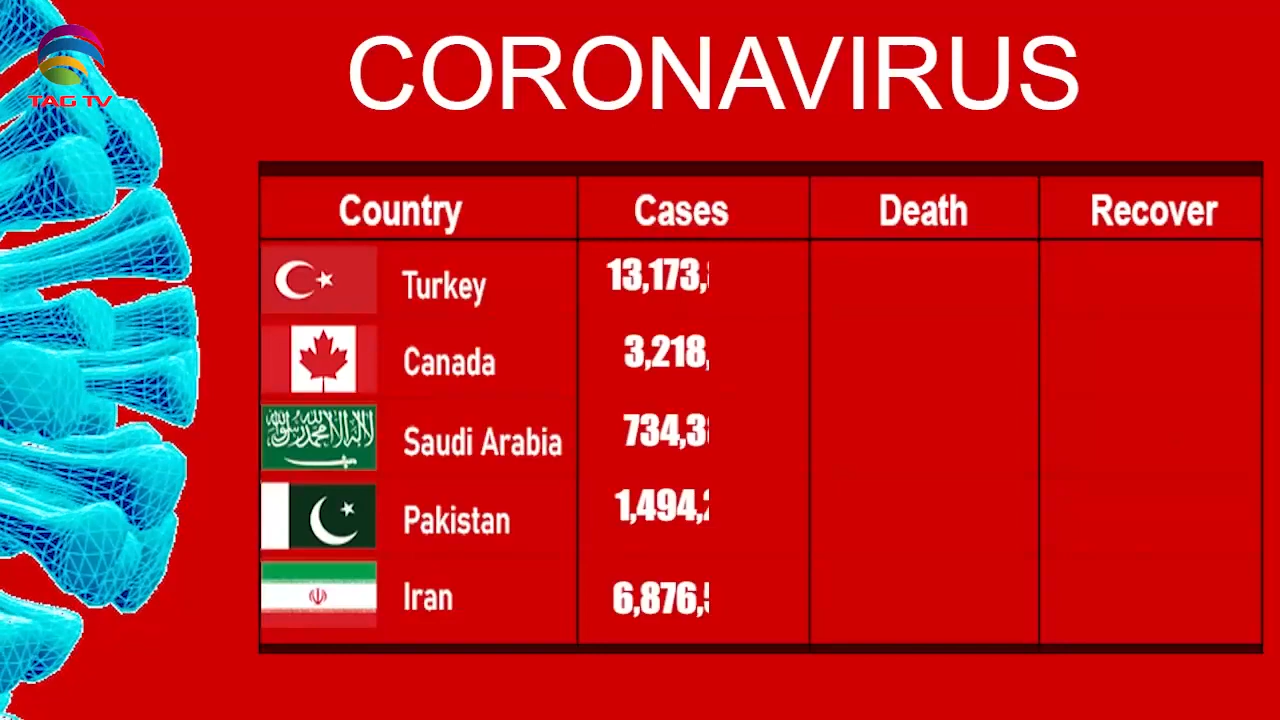 TAG TV
CORONAVIRUS
Country Cases Death Recover
Turkey 13,173,
Canada 3,218,
Saudi Arabia 734,3
Pakistan 1,494,
Iran 6,876,